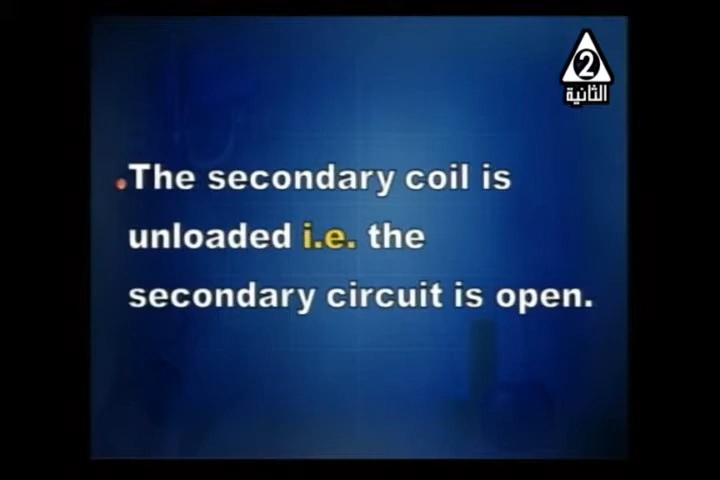 2
الثانية
The secondary coil is
unloaded i.e. the
secondary circuit is open.